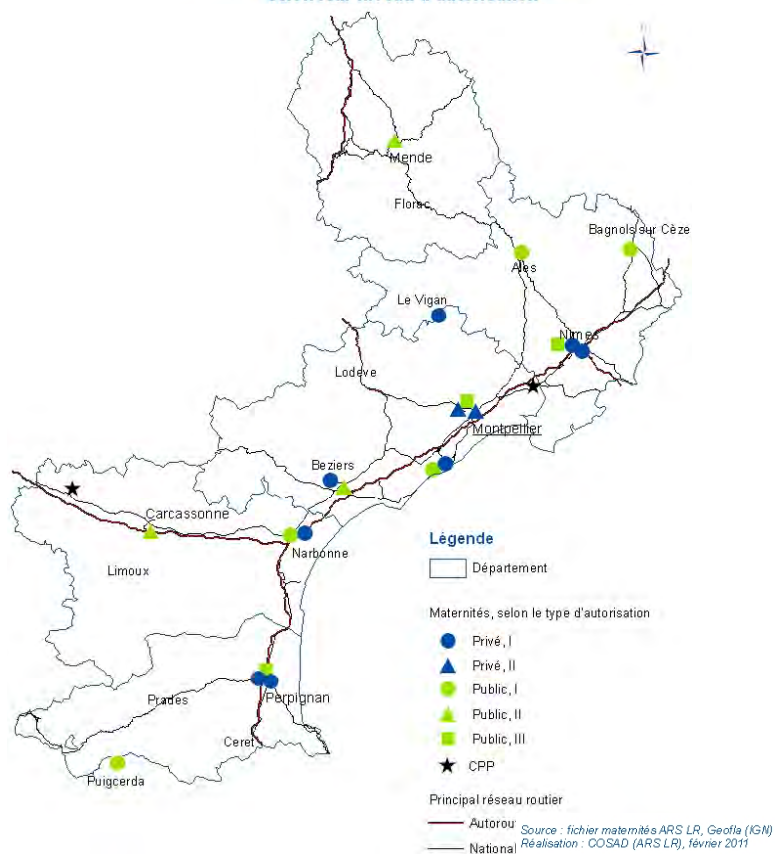 Mende
Florac
Bagnols sur Cèze
Ales
Le Vigan
Nimes
Lodeve
Montpellier
Beziers
Carcassonne
Narbonne
Limoux
Légende
Département
Maternités, selon le type d'autorisation
Privé, I
Privé, II
Public, I
Public, II
Public, III
CPP
Prades
Perpignan
Ceret
Puigcerda
Principal réseau routier
Autorou
National
Source : fichier maternités ARS LR, Geofla (IGN)
Réalisation : COSAD (ARS LR), février 2011